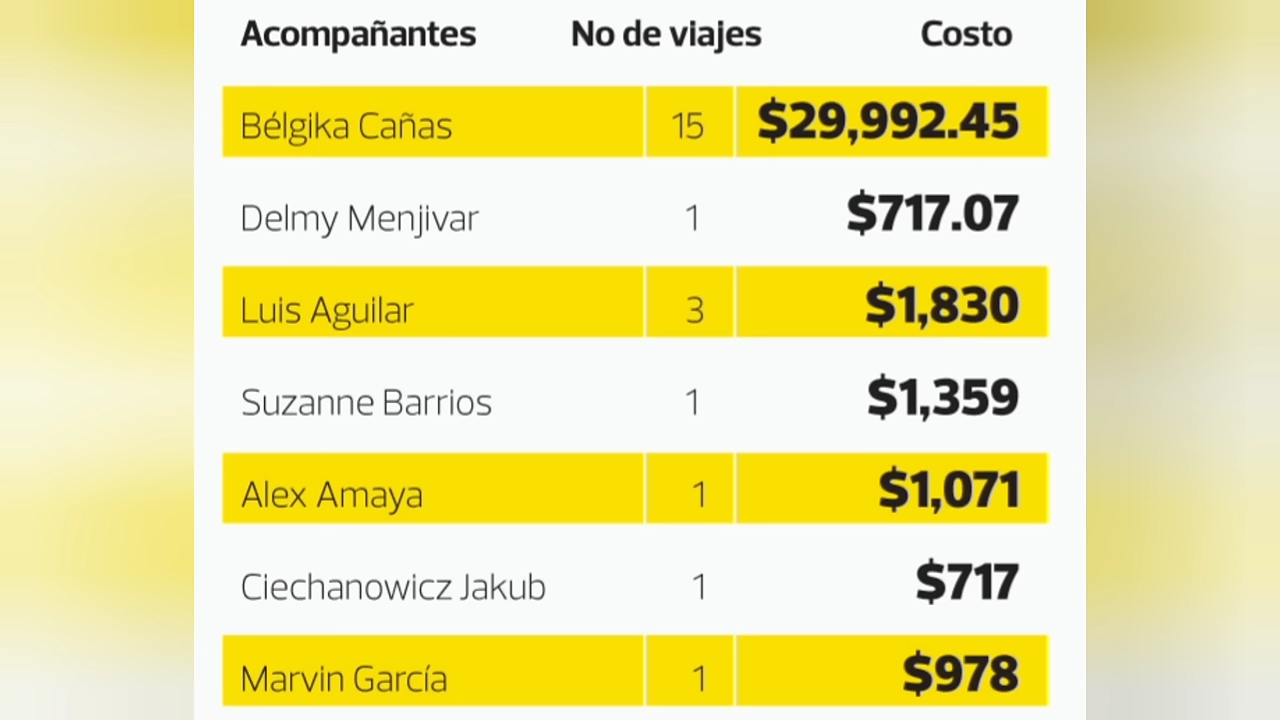 Acompañantes No de viajes Costo
Bélgika Cañas 15 $29,992.45
Delmy Menjivar 1 $717.07
Luis Aguilar 3 $1,830
Suzanne Barrios 1 $1,359
Alex Amaya 1 $1,071
Ciechanowicz Jakub 1 $717
Marvin García 1 $978